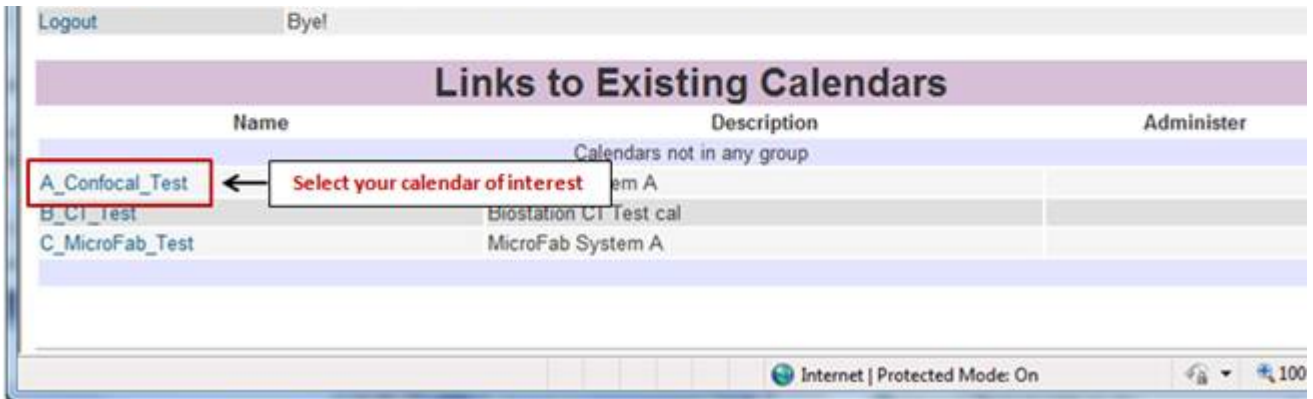 Logout Bye!
Links to Existing Calendars
Name Description Administer
Calendars not in any group
A_Confocal_Test Select your calendar of interest em A
B_CT_Test Biostation CT Test cal
C_MicroFab_Test MicroFab System A
Internet | Protected Mode: On 100